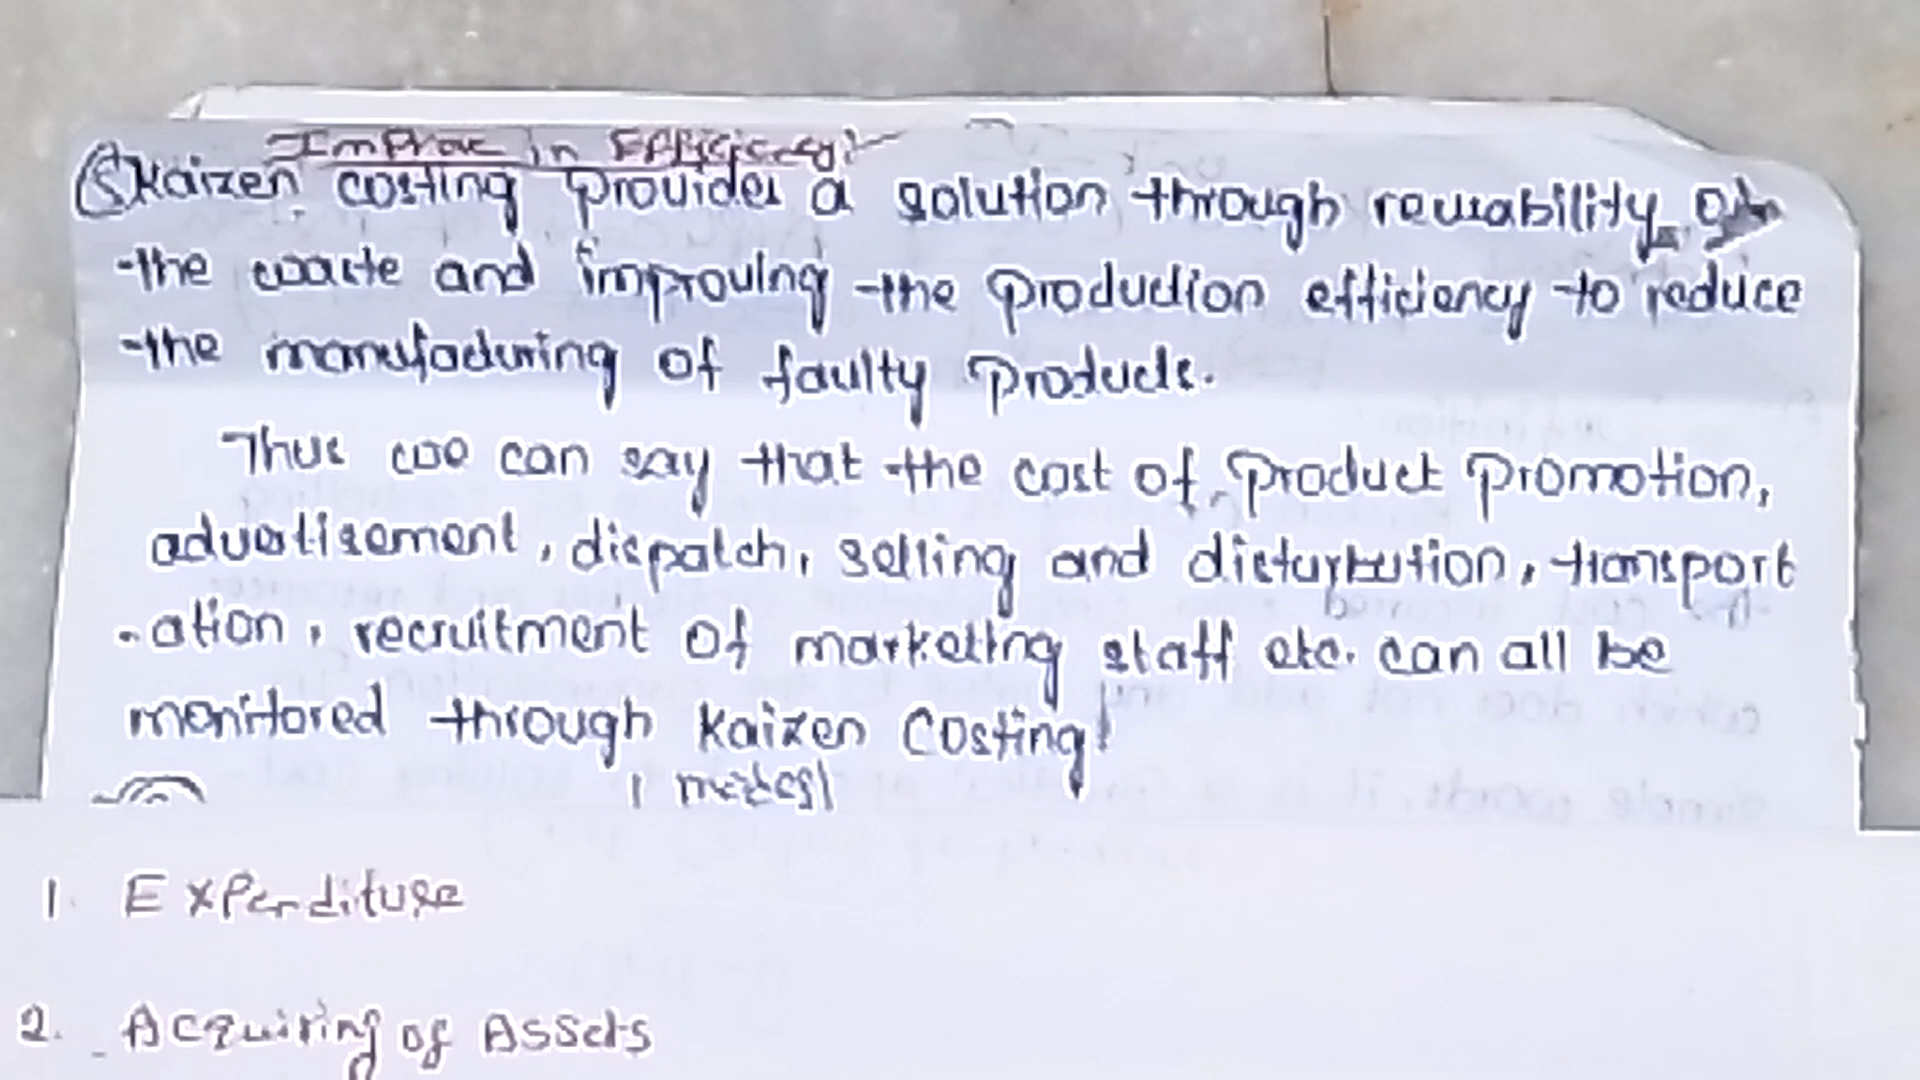 Improve in Efficiency:-
⑤ Kaizen costing provides a solution through reusability of
the waste and improving the production efficiency to reduce
the manufacturing of faulty products.
Thus we can say that the cost of product promotion,
advertisement, dispatch, selling and disturbution, transport
-ation, recruitment of marketing staff etc. can all be
monitored through Kaizen Costing!
1. Expenditure
2. Acquiring of Assets